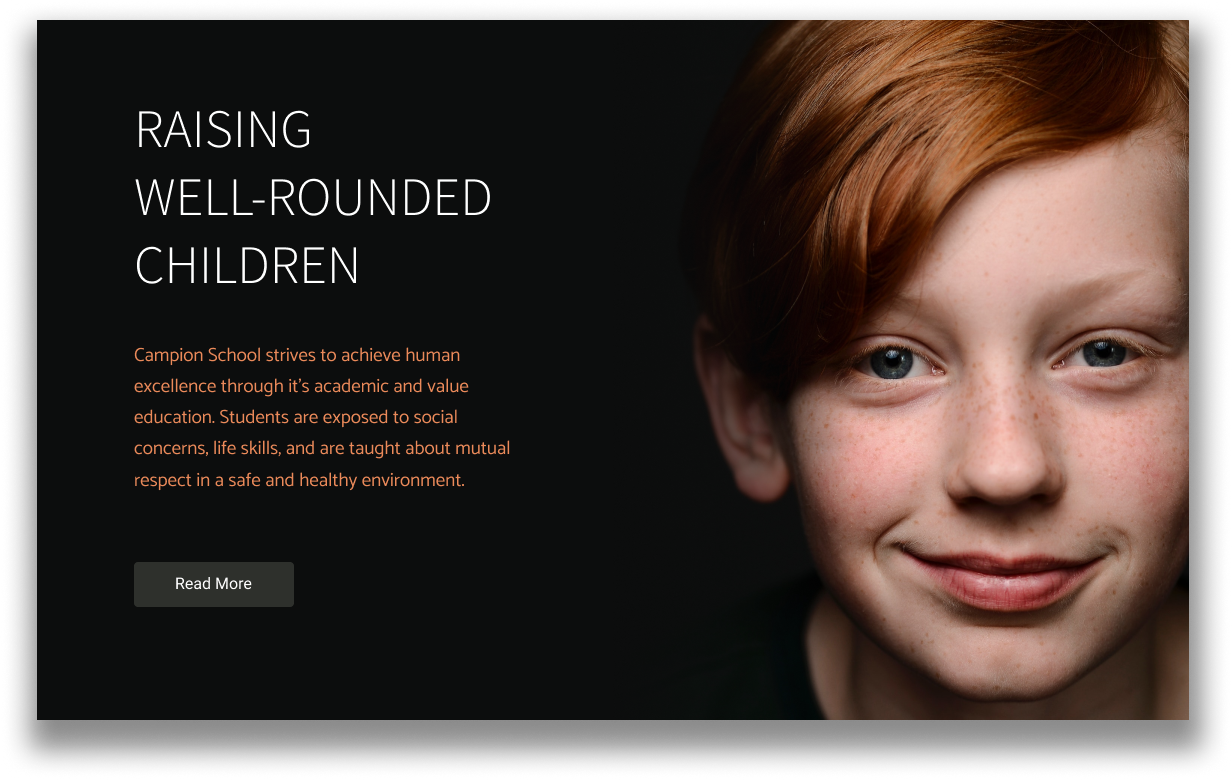 RAISING
WELL-ROUNDED
CHILDREN
Campion School strives to achieve human
excellence through it's academic and value
education. Students are exposed to social
concerns, life skills, and are taught about mutual
respect in a safe and healthy environment.
Read More